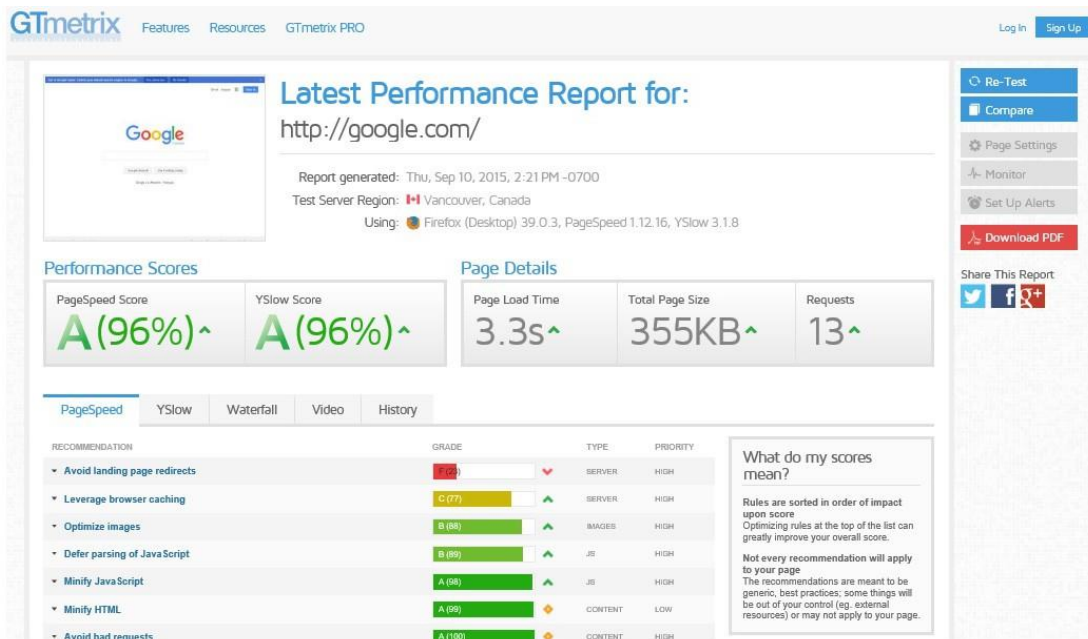 GTmetrix Features Resources GTmetrix PRO Log In Sign Up
Google
Latest Performance Report for:
http://google.com/
Report generated: Thu, Sep 10, 2015, 2:21 PM -0700
Test Server Region: Vancouver, Canada
Using: Firefox (Desktop) 39.0.3, PageSpeed 1.12.16, YSlow 3.1.8
Re-Test
Compare
Page Settings
Monitor
Set Up Alerts
Download PDF
Share This Report
Performance Scores
PageSpeed Score YSlow Score
A (96%) A (96%)
Page Details
Page Load Time Total Page Size Requests
3.3s 355KB 13
PageSpeed YSlow Waterfall Video History
RECOMMENDATION GRADE TYPE PRIORITY
Avoid landing page redirects F (23) SERVER HIGH
Leverage browser caching C (77) SERVER HIGH
Optimize images B (88) IMAGES HIGH
Defer parsing of JavaScript B (89) JS HIGH
Minify JavaScript A (98) JS HIGH
Minify HTML A (99) CONTENT LOW
Avoid bad requests A (100) CONTENT HIGH
What do my scores
mean?
Rules are sorted in order of impact
upon score
Optimizing rules at the top of the list can
greatly improve your overall score.
Not every recommendation will apply
to your page
The recommendations are meant to be
generic, best practices; some things will
be out of your control (eg. external
resources) or may not apply to your page.